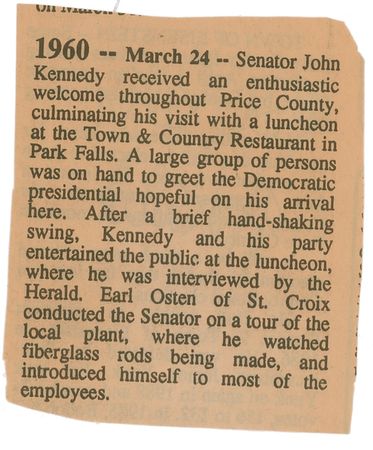 1960 -- March 24 -- Senator John
Kennedy received an enthusiastic
welcome throughout Price County,
culminating his visit with a luncheon
at the Town & Country Restaurant in
Park Falls. A large group of persons
was on hand to greet the Democratic
presidential hopeful on his arrival
here. After a brief hand-shaking
swing, Kennedy and his party
entertained the public at the luncheon,
where he was interviewed by the
Herald. Earl Osten of St. Croix
conducted the Senator on a tour of the
local plant, where he watched
fiberglass rods being made, and
introduced himself to most of the
employees.